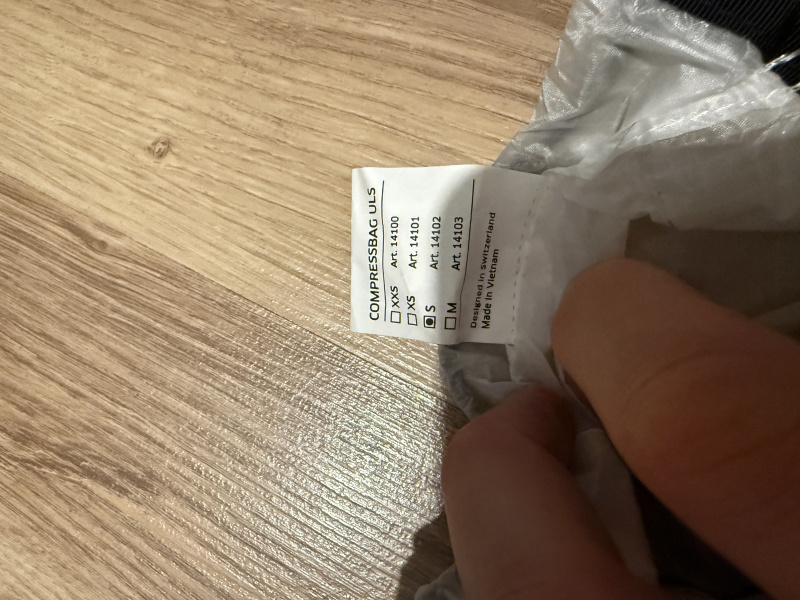 COMPRESSBAG ULS
☐ XXS Art. 14100
☐ XS Art. 14101
☒ S Art. 14102
☐ M Art. 14103
Designed in Switzerland
Made in Vietnam